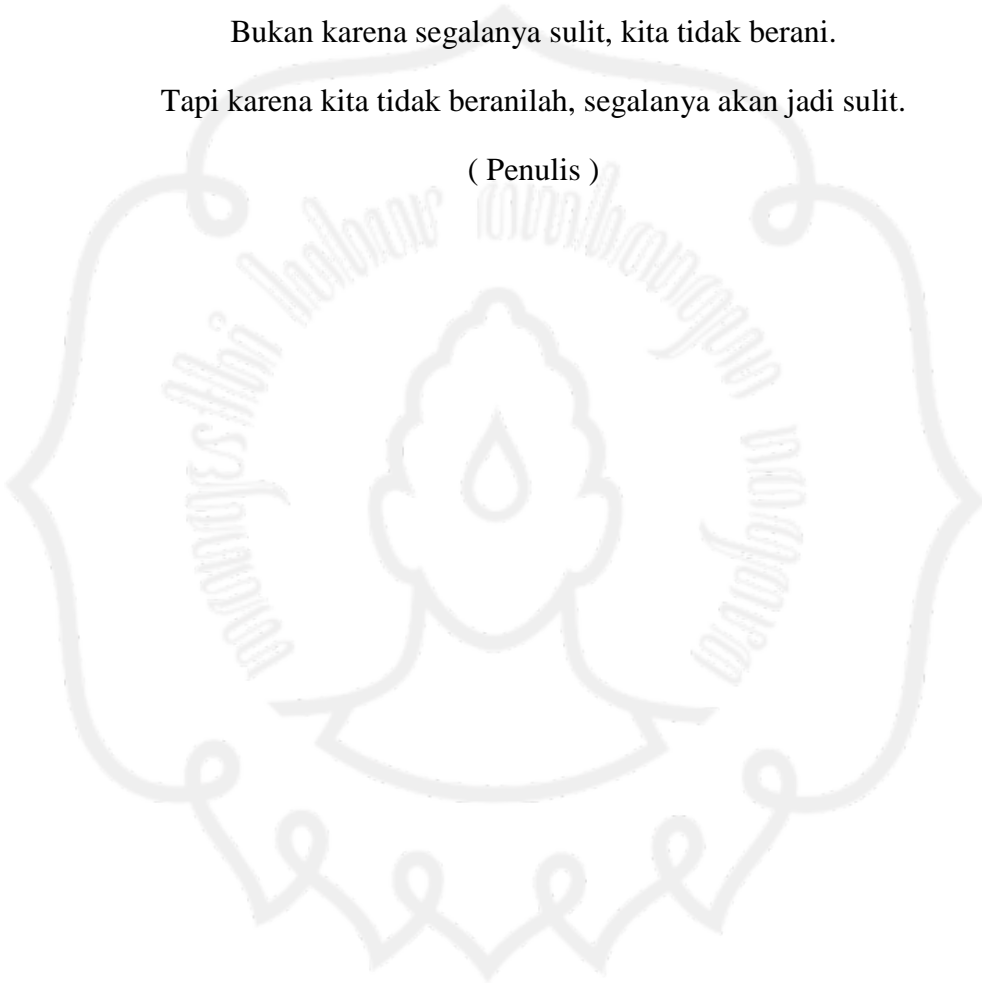 Bukan karena segalanya sulit, kita tidak berani.
Tapi karena kita tidak beranilah, segalanya akan jadi sulit.
( Penulis )